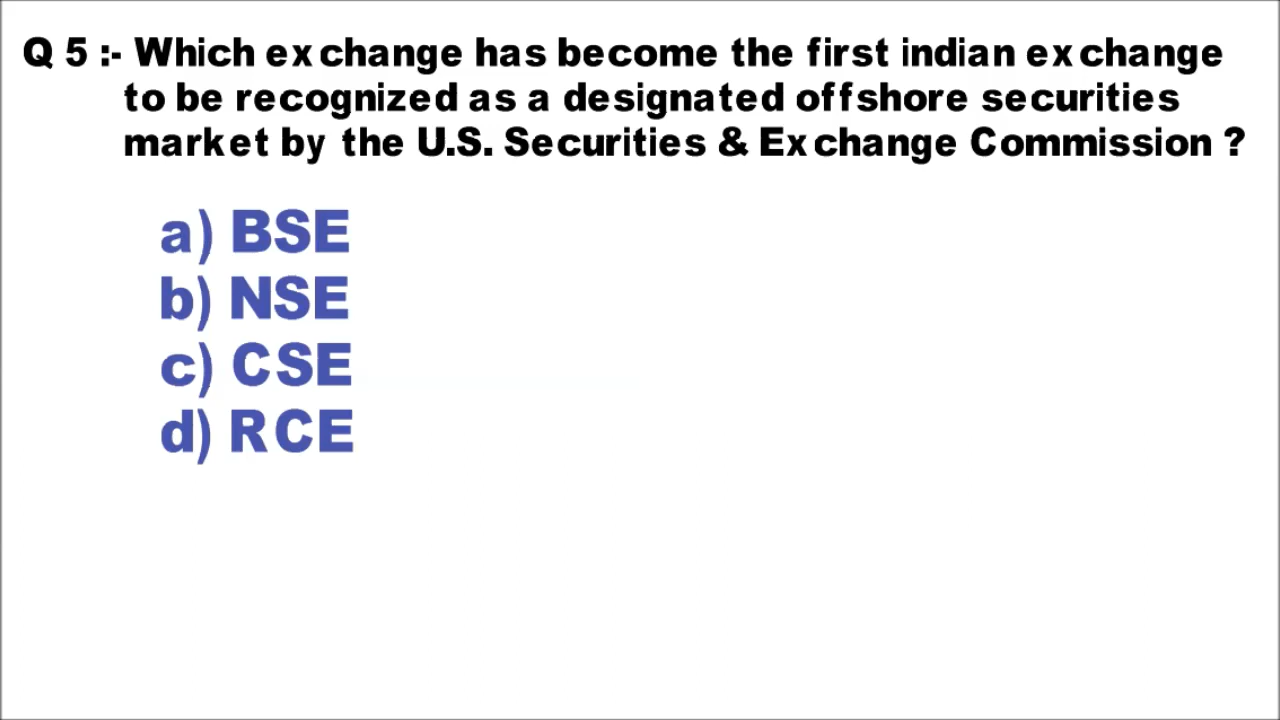 Q 5 :- Which exchange has become the first indian exchange
to be recognized as a designated offshore securities
market by the U.S. Securities & Exchange Commission ?
a) BSE
b) NSE
c) CSE
d) RCE